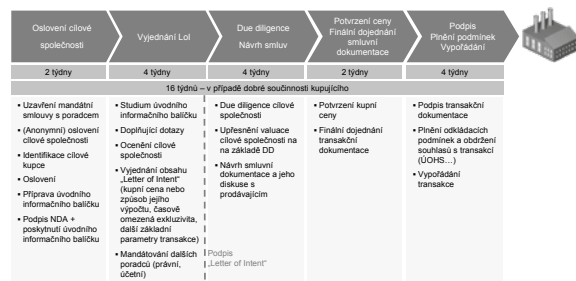 Oslovení cílové
společnosti
Vyjednání LoI
Due diligence
Návrh smluv
Potvrzení ceny
Finální dojednání
smluvní
dokumentace
Podpis
Plnění podmínek
Vypořádání
2 týdny
4 týdny
4 týdny
2 týdny
4 týdny
16 týdnů – v případě dobré součinnosti kupujícího
▪ Uzavření mandátní
smlouvy s poradcem
▪ (Anonymní) oslovení
cílové společnosti
▪ Identifikace cílové
kupce
▪ Oslovení
▪ Příprava úvodního
informačního balíčku
▪ Podpis NDA +
poskytnutí úvodního
informačního balíčku
▪ Studium úvodního
informačního balíčku
▪ Doplňující dotazy
▪ Ocenění cílové
společnosti
▪ Vyjednání obsahu
„Letter of Intent“
(kupní cena nebo
způsob jejího
výpočtu, časově
omezená exkluzivita,
další základní
parametry transakce)
▪ Mandátování dalších
poradců (právní,
účetní)
▪ Due diligence cílové
společnosti
▪ Upřesnění valuace
cílové společnosti na
na základě DD
▪ Návrh smluvní
dokumentace a jeho
diskuse s
prodávajícím
Podpis
„Letter of Intent“
▪ Potvrzení kupní
ceny
▪ Finální dojednání
transakční
dokumentace
▪ Podpis transakční
dokumentace
▪ Plnění odkládacích
podmínek a obdržení
souhlasů s transakcí
(ÚOHS…)
▪ Vypořádání
transakce